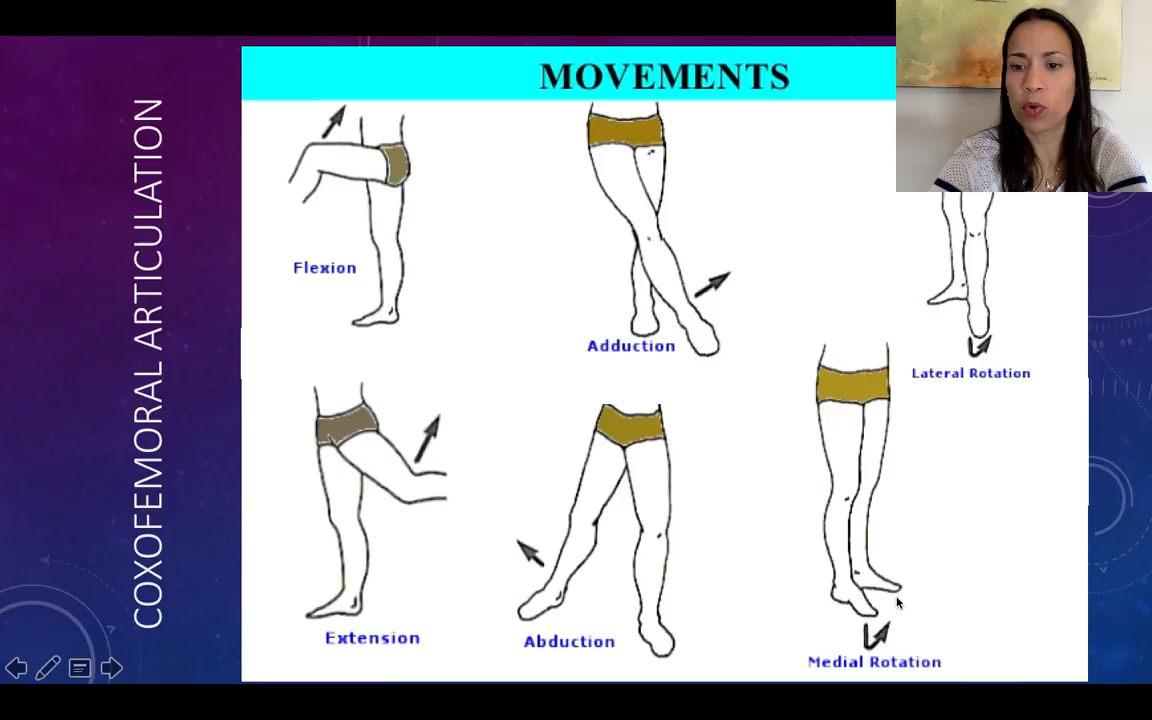 COXOFEMORAL ARTICULATION
MOVEMENTS
Flexion
Adduction
Lateral Rotation
Extension
Abduction
Medial Rotation